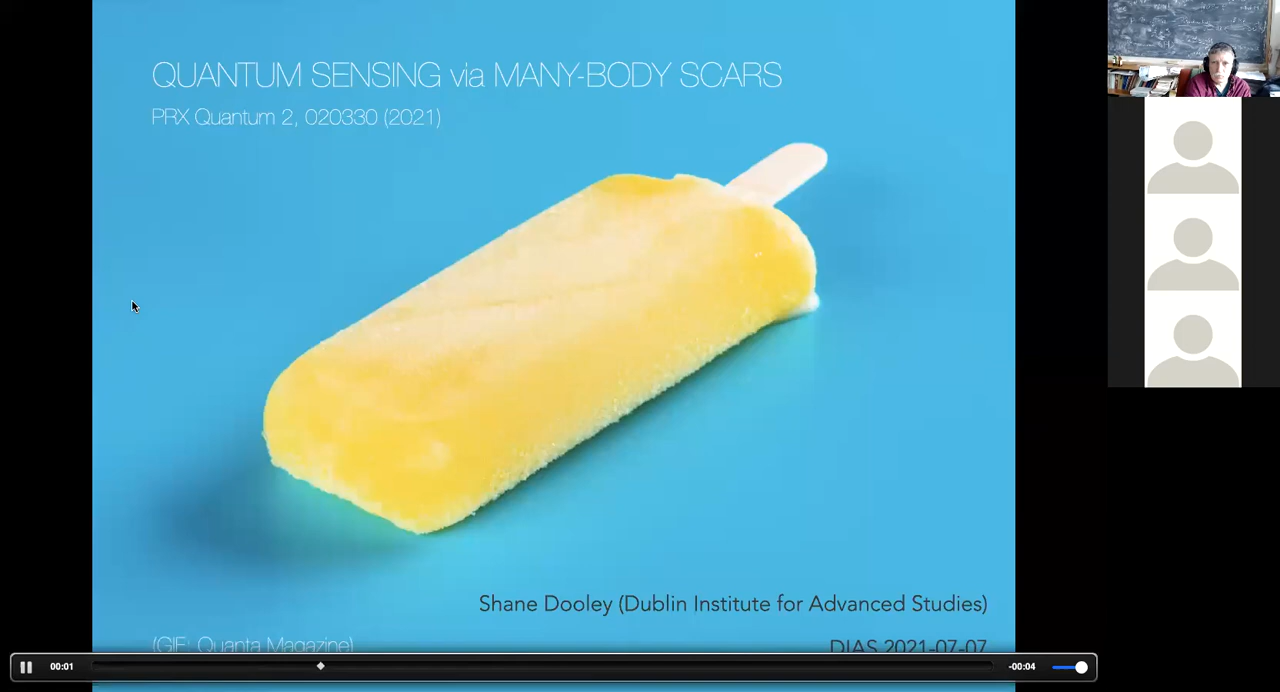 QUANTUM SENSING via MANY-BODY SCARS
PRX Quantum 2, 020330 (2021)
Shane Dooley (Dublin Institute for Advanced Studies)
(GIF: Quanta Magazine)
DIAS 2021-07-07
00:01
-00:04